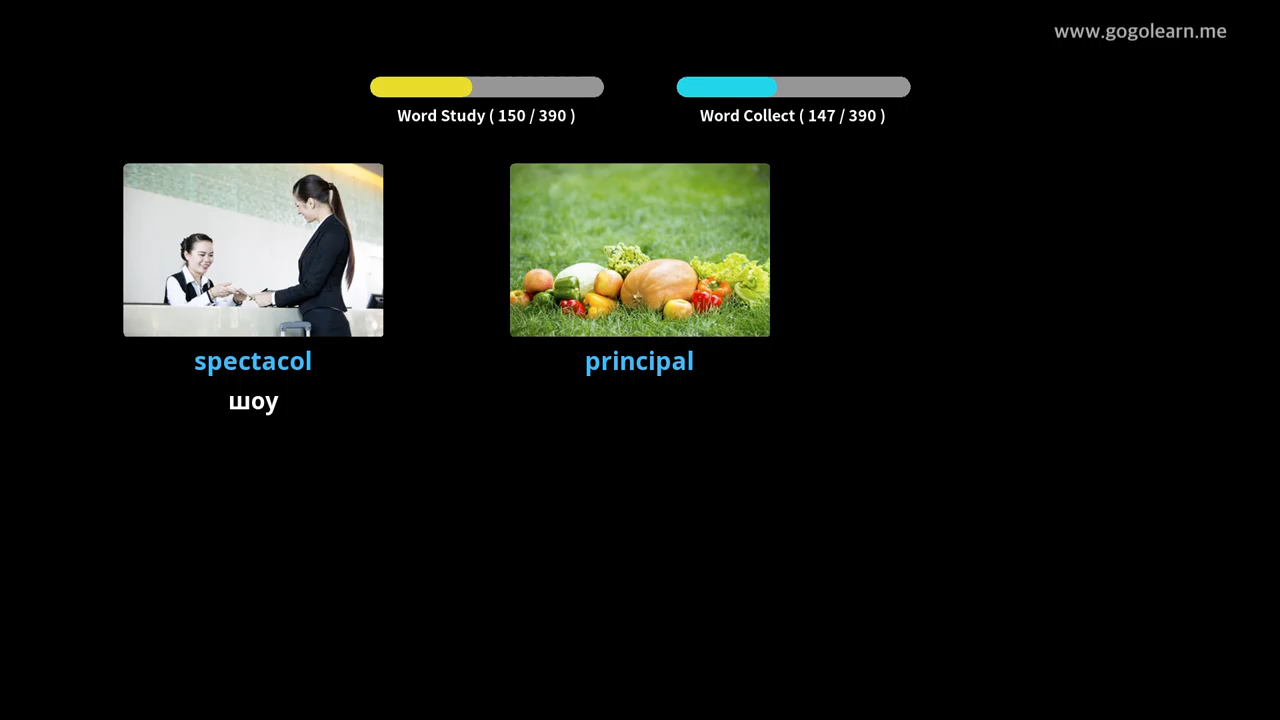 www.gogolearn.me
Word Study ( 150 / 390 )
Word Collect ( 147 / 390 )
spectacol
principal
шоу